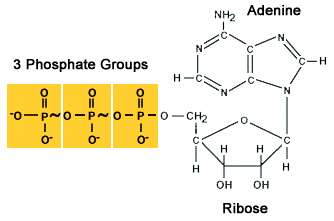 NH₂ Adenine
C N
N C
C H
3 Phosphate Groups
H C C
N N
O O O
⁻O–P~O–P~O–P–O–CH₂
O
O⁻ O⁻ O⁻
C C H
H H
OH OH
Ribose